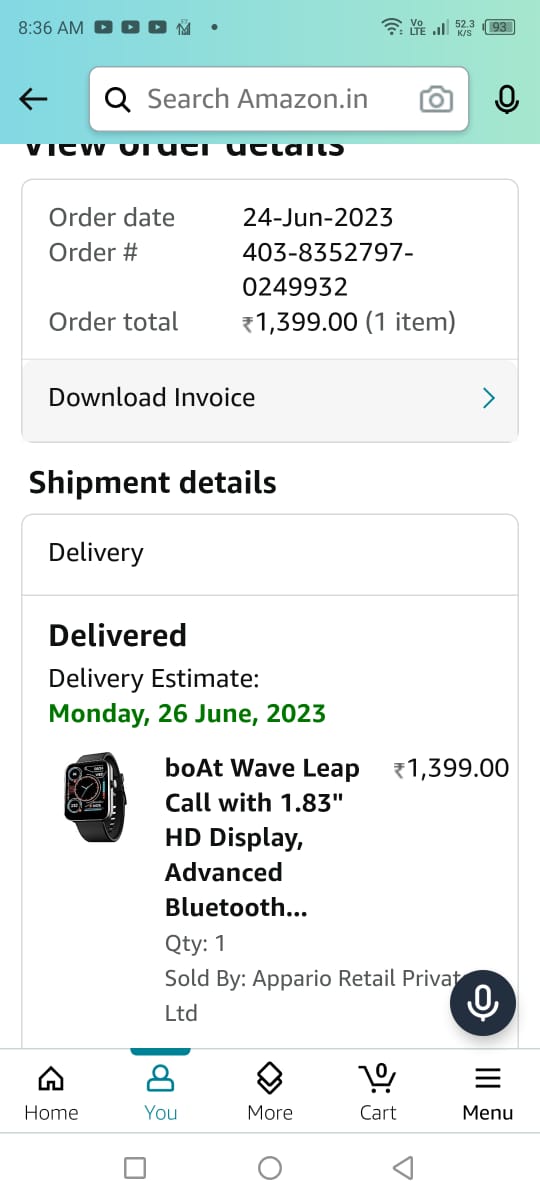 8:36 AM
Vo
LTE
52.3
K/S
93
Search Amazon.in
View order details
Order date 24-Jun-2023
Order # 403-8352797-
0249932
Order total ₹1,399.00 (1 item)
Download Invoice
Shipment details
Delivery
Delivered
Delivery Estimate:
Monday, 26 June, 2023
boAt Wave Leap ₹1,399.00
Call with 1.83"
HD Display,
Advanced
Bluetooth...
Qty: 1
Sold By: Appario Retail Privat
Ltd
0
Home You More Cart Menu